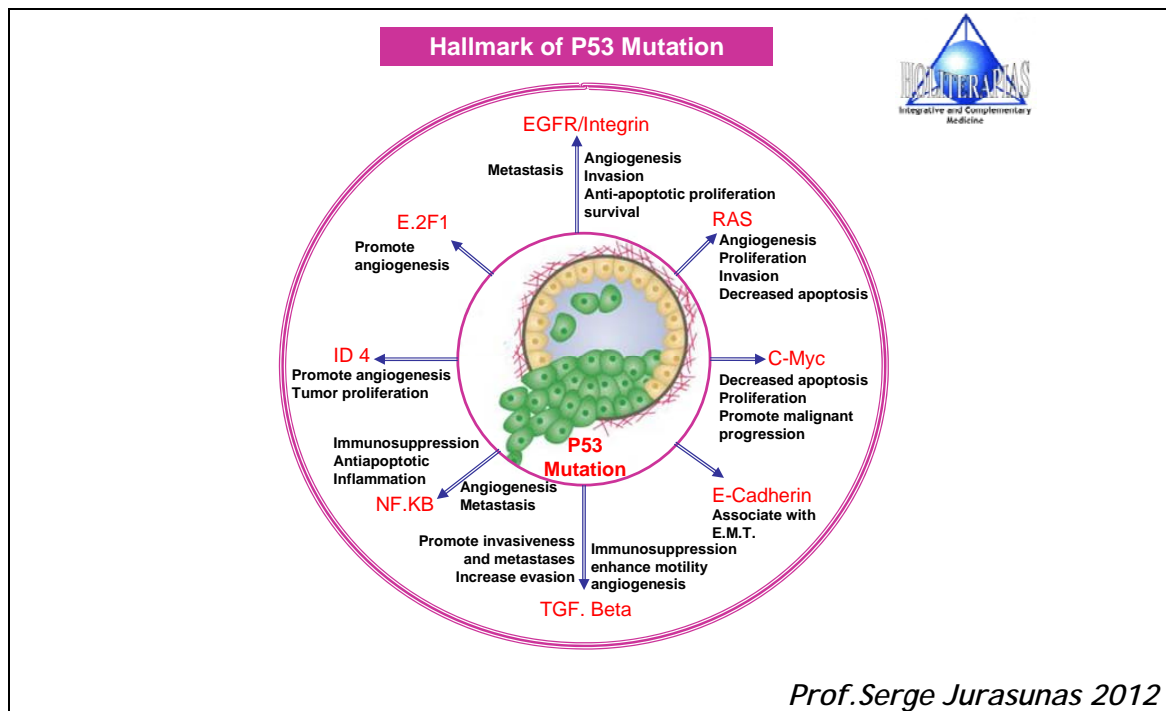 Hallmark of P53 Mutation
HOLITERAPIAS
Integrative and Complementary
Medicine
EGFR/Integrin
Metastasis
Angiogenesis
Invasion
Anti-apoptotic proliferation
survival
E.2F1
Promote
angiogenesis
RAS
Angiogenesis
Proliferation
Invasion
Decreased apoptosis
ID 4
Promote angiogenesis
Tumor proliferation
C-Myc
Decreased apoptosis
Proliferation
Promote malignant
progression
P53
Mutation
Immunosuppression
Antiapoptotic
Inflammation
NF.KB
Angiogenesis
Metastasis
E-Cadherin
Associate with
E.M.T.
Promote invasiveness
and metastases
Increase evasion
Immunosuppression
enhance motility
angiogenesis
TGF. Beta
Prof.Serge Jurasunas 2012